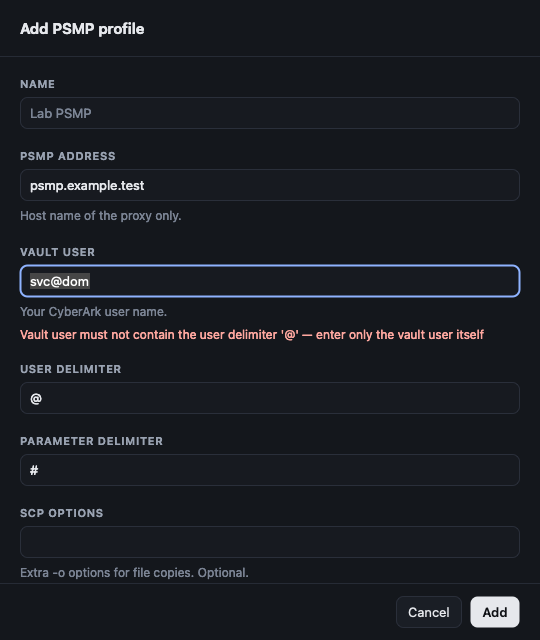 Add PSMP profile
NAME
Lab PSMP
PSMP ADDRESS
psmp.example.test
Host name of the proxy only.
VAULT USER
svc@dom
Your CyberArk user name.
Vault user must not contain the user delimiter '@' — enter only the vault user itself
USER DELIMITER
@
PARAMETER DELIMITER
#
SCP OPTIONS
Extra -o options for file copies. Optional.
Cancel
Add